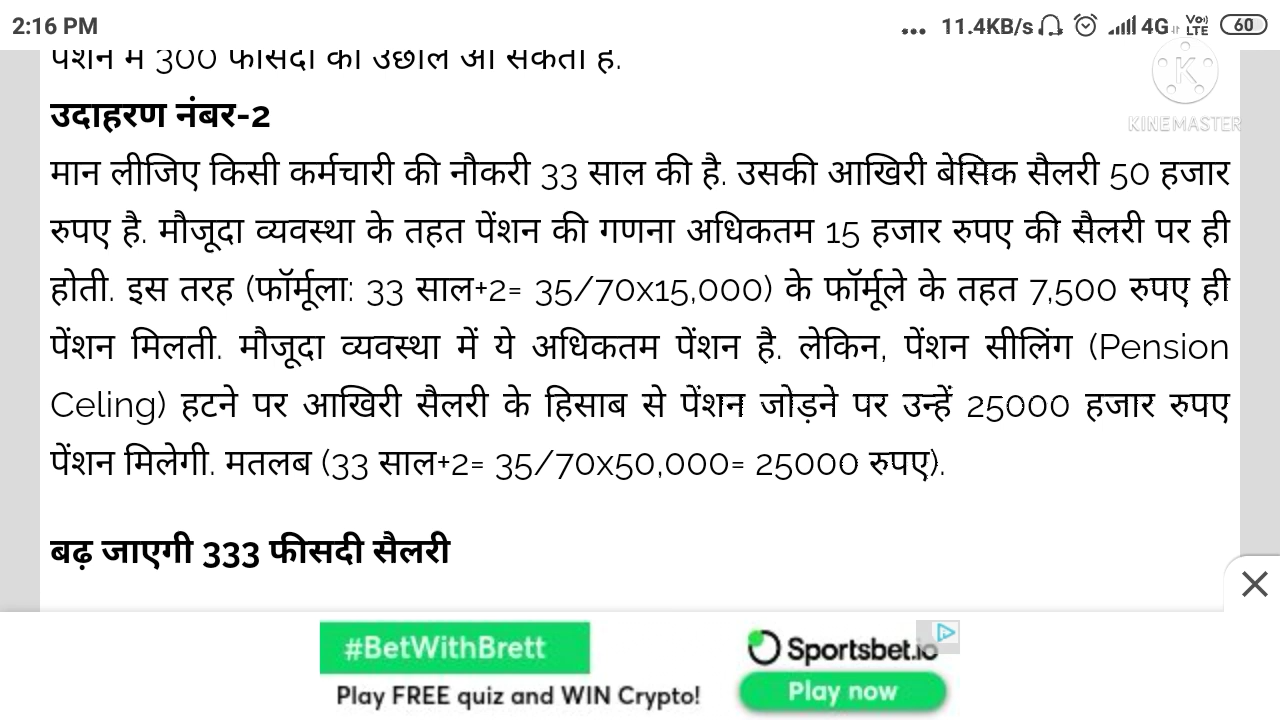 2:16 PM
... 11.4KB/s 4G Vo) LTE 60
पेंशन में 300 फीसदी का उछाल आ सकता है.
KINEMASTER
उदाहरण नंबर-2
मान लीजिए किसी कर्मचारी की नौकरी 33 साल की है. उसकी आखिरी बेसिक सैलरी 50 हजार
रुपए है. मौजूदा व्यवस्था के तहत पेंशन की गणना अधिकतम 15 हजार रुपए की सैलरी पर ही
होती. इस तरह (फॉर्मूला: 33 साल+2= 35/70x15,000) के फॉर्मूले के तहत 7,500 रुपए ही
पेंशन मिलती. मौजूदा व्यवस्था में ये अधिकतम पेंशन है. लेकिन, पेंशन सीलिंग (Pension
Celing) हटने पर आखिरी सैलरी के हिसाब से पेंशन जोड़ने पर उन्हें 25000 हजार रुपए
पेंशन मिलेगी. मतलब (33 साल+2= 35/70x50,000= 25000 रुपए).
बढ़ जाएगी 333 फीसदी सैलरी
#BetWithBrett
Play FREE quiz and WIN Crypto!
Sportsbet.io
Play now